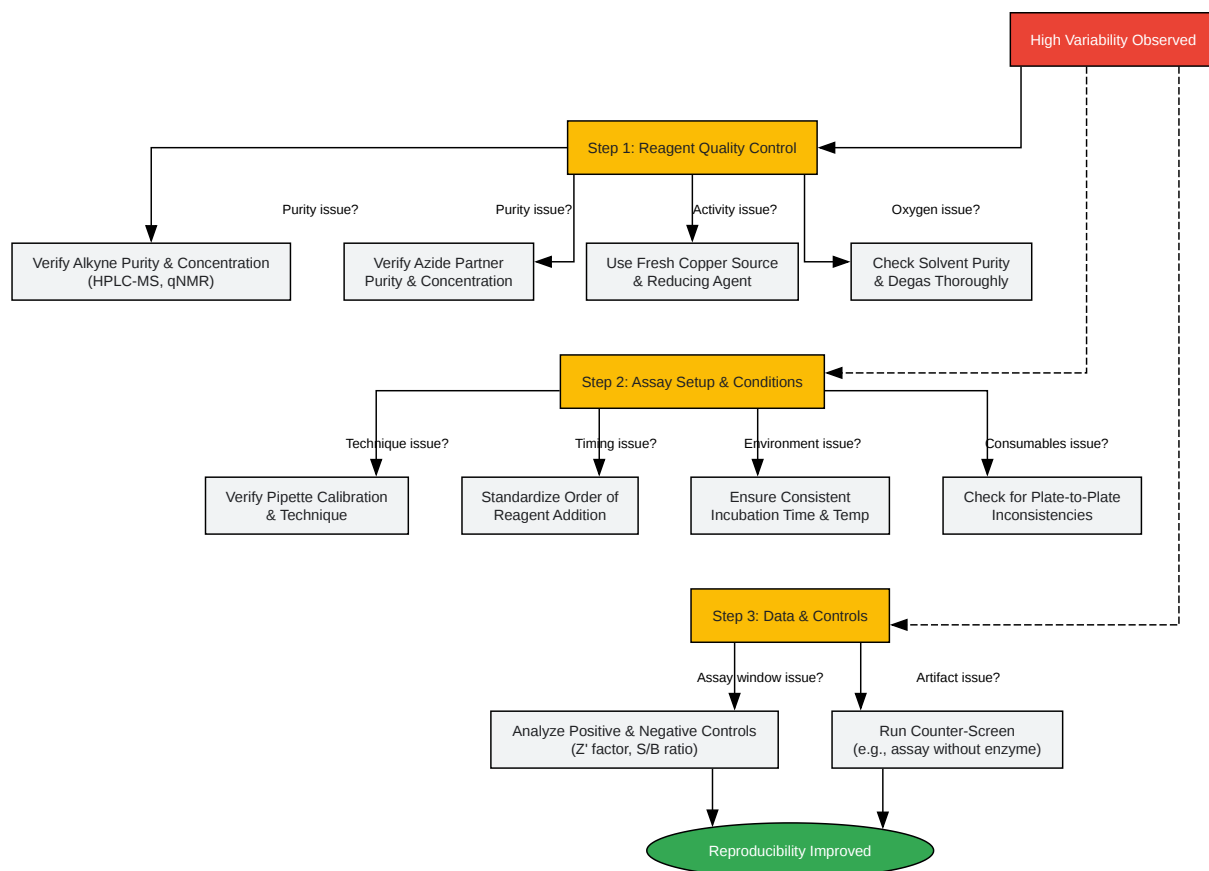 High Variability Observed
Step 1: Reagent Quality Control
Purity issue?
Purity issue?
Activity issue?
Oxygen issue?
Verify Alkyne Purity & Concentration
(HPLC-MS, qNMR)
Verify Azide Partner
Purity & Concentration
Use Fresh Copper Source
& Reducing Agent
Check Solvent Purity
& Degas Thoroughly
Step 2: Assay Setup & Conditions
Technique issue?
Timing issue?
Environment issue?
Consumables issue?
Verify Pipette Calibration
& Technique
Standardize Order of
Reagent Addition
Ensure Consistent
Incubation Time & Temp
Check for Plate-to-Plate
Inconsistencies
Step 3: Data & Controls
Assay window issue?
Artifact issue?
Analyze Positive & Negative Controls
(Z' factor, S/B ratio)
Run Counter-Screen
(e.g., assay without enzyme)
Reproducibility Improved